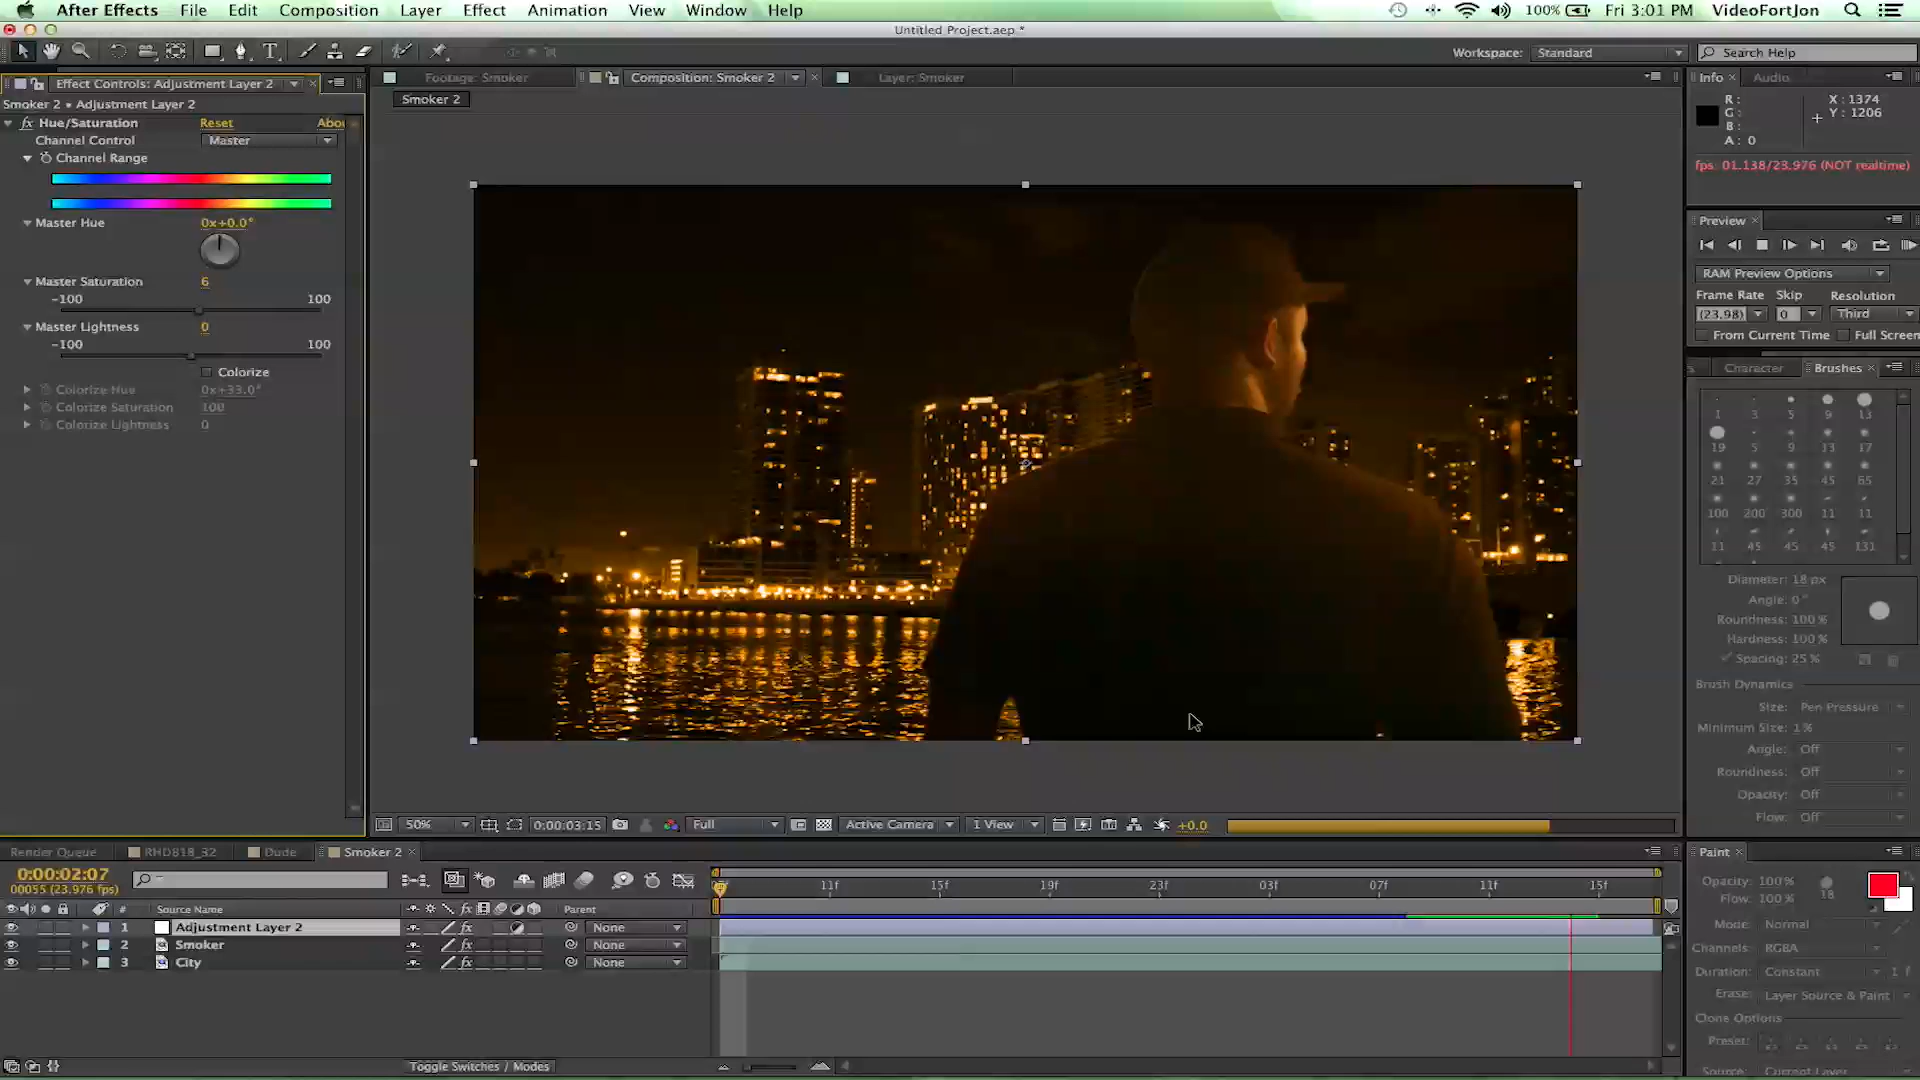 After Effects File Edit Composition Layer Effect Animation View Window Help 100% Fri 3:01 PM VideoFortJon
Untitled Project.aep *
Workspace: Standard Search Help
Effect Controls: Adjustment Layer 2
Footage: Smoker Composition: Smoker 2 Layer: Smoker
Info Audio
Smoker 2
Smoker 2 • Adjustment Layer 2
R: X: 1374
G: Y: 1206
B:
A: 0
fx Hue/Saturation Reset Abou
Channel Control Master
Channel Range
fps: 01.138/23.976 (NOT realtime)
Master Hue 0x+0.0°
Preview
Master Saturation 6
-100 100
RAM Preview Options
Frame Rate Skip Resolution
(23.98) 0 Third
From Current Time Full Screen
Master Lightness 0
-100 100
Colorize
Colorize Hue 0x+33.0°
Colorize Saturation 100
Colorize Lightness 0
Character Brushes
1 3 5 9 13
19 5 9 13 17
21 27 35 45 65
100 200 300 11 11
11 45 45 45 131
Diameter: 18 px
Angle: 0°
Roundness: 100 %
Hardness: 100 %
Spacing: 25 %
Brush Dynamics
Size: Pen Pressure
Minimum Size: 1%
Angle: Off
Roundness: Off
Opacity: Off
Flow: Off
50% 0:00:03:15 Full Active Camera 1 View +0.0
Render Queue RHDB18_32 Dude Smoker 2
Paint
0:00:02:07
00055 (23.976 fps)
11f 15f 19f 23f 03f 07f 11f 15f
# Source Name fx Parent
1 Adjustment Layer 2 fx None
2 Smoker fx None
3 City fx None
Opacity: 100 % 18
Flow: 100 %
Mode: Normal
Channels: RGBA
Duration: Constant 1 f
Erase: Layer Source & Paint
Clone Options
Preset:
Source: Current Layer
Toggle Switches / Modes